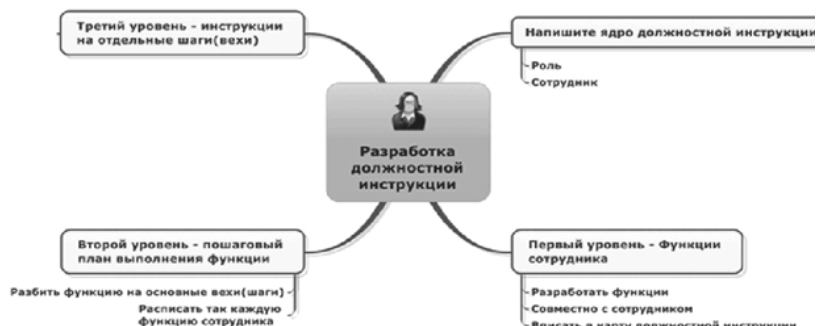 Третий уровень - инструкции
на отдельные шаги(вехи)
Напишите ядро должностной инструкции
Роль
Сотрудник
Разработка
должностной
инструкции
Второй уровень - пошаговый
план выполнения функции
Разбить функцию на основные вехи(шаги)
Расписать так каждую
функцию сотрудника
Первый уровень - Функции
сотрудника
Разработать функции
Совместно с сотрудником
Вписать в карту должностной инструкции